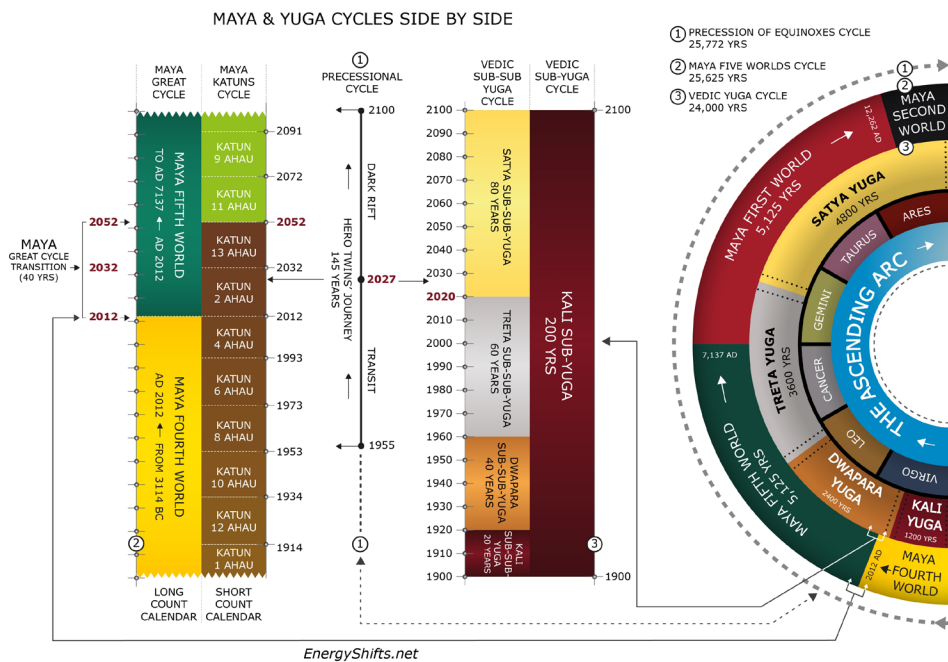 MAYA & YUGA CYCLES SIDE BY SIDE
1 PRECESSION OF EQUINOXES CYCLE
25,772 YRS
2 MAYA FIVE WORLDS CYCLE
25,625 YRS
3 VEDIC YUGA CYCLE
24,000 YRS
MAYA
GREAT
CYCLE
MAYA
KATUNS
CYCLE
1
PRECESSIONAL
CYCLE
VEDIC
SUB-SUB
YUGA
CYCLE
VEDIC
SUB-YUGA
CYCLE
MAYA FIFTH WORLD
TO AD 7137 ← AD 2012
MAYA FOURTH WORLD
AD 2012 ← FROM 3114 BC
2052
2032
2012
MAYA
GREAT CYCLE
TRANSITION
(40 YRS)
2
KATUN
9 AHAU
KATUN
11 AHAU
KATUN
13 AHAU
KATUN
2 AHAU
KATUN
4 AHAU
KATUN
6 AHAU
KATUN
8 AHAU
KATUN
10 AHAU
KATUN
12 AHAU
KATUN
1 AHAU
2091
2072
2052
2032
2012
1993
1973
1953
1934
1914
LONG
COUNT
CALENDAR
SHORT
COUNT
CALENDAR
2100
DARK RIFT
HERO TWINS' JOURNEY
145 YEARS
2027
TRANSIT
1955
1
2100
2090
2080
2070
2060
2050
2040
2030
2020
2010
2000
1990
1980
1970
1960
1950
1940
1930
1920
1910
1900
SATYA SUB-SUB-YUGA
80 YEARS
TRETA SUB-SUB-YUGA
60 YEARS
DWAPARA
SUB-SUB-YUGA
40 YEARS
KALI
SUB-SUB-
YUGA
20 YEARS
KALI SUB-YUGA
200 YRS
2100
3
1900
1
2
MAYA
SECOND
WORLD
3
12,262 AD
MAYA FIRST WORLD
5,125 YRS
SATYA YUGA
4800 YRS
ARES
TAURUS
GEMINI
CANCER
LEO
VIRGO
THE ASCENDING ARC
TRETA YUGA
3600 YRS
7,137 AD
MAYA FIFTH WORLD
5,125 YRS
DWAPARA
YUGA
2400 YRS
KALI
YUGA
1200 YRS
2012 AD
MAYA
FOURTH
WORLD
EnergyShifts.net